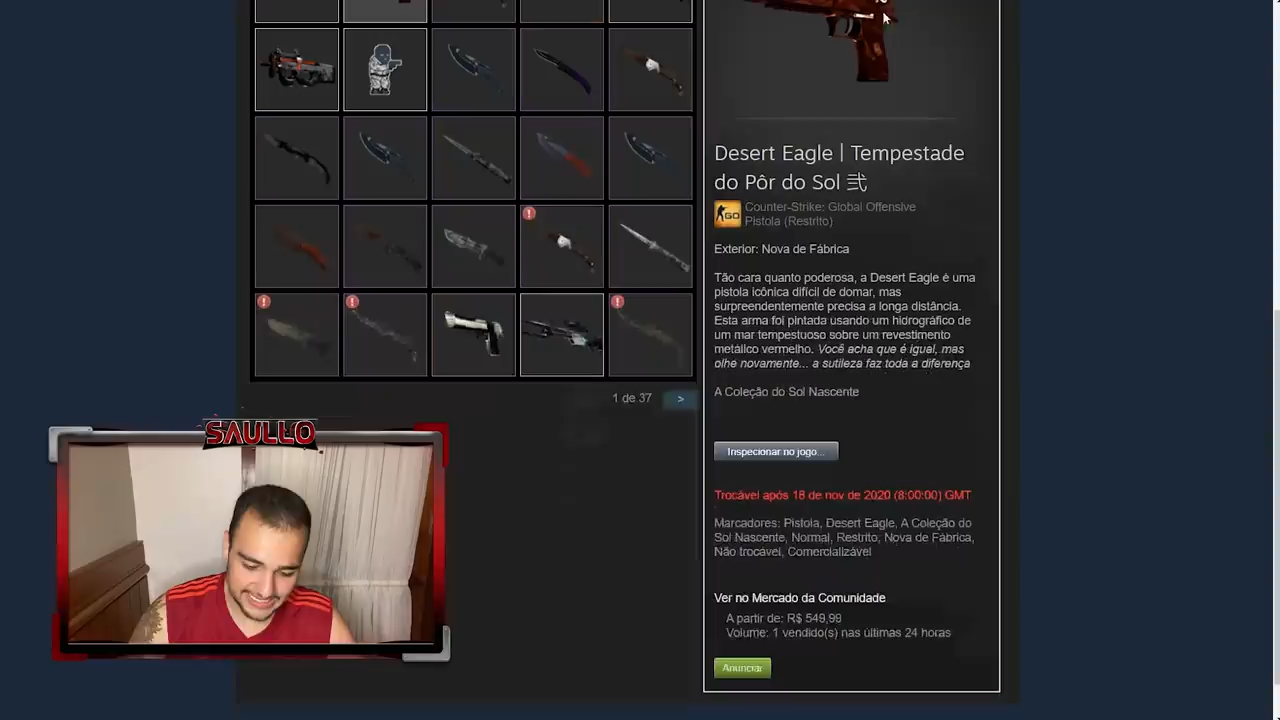 Desert Eagle | Tempestade
do Pôr do Sol 弐
GO
Counter-Strike: Global Offensive
Pistola (Restrito)
Exterior: Nova de Fábrica
Tão cara quanto poderosa, a Desert Eagle é uma
pistola icônica difícil de domar, mas
surpreendentemente precisa a longa distância.
Esta arma foi pintada usando um hidrográfico de
um mar tempestuoso sobre um revestimento
metálico vermelho. Você acha que é igual, mas
olhe novamente... a sutileza faz toda a diferença
A Coleção do Sol Nascente
1 de 37
>
Inspecionar no jogo...
Trocável após 18 de nov de 2020 (8:00:00) GMT
Marcadores: Pistola, Desert Eagle, A Coleção do
Sol Nascente, Normal, Restrito, Nova de Fábrica,
Não trocável, Comercializável
Ver no Mercado da Comunidade
A partir de: R$ 549,99
Volume: 1 vendido(s) nas últimas 24 horas
Anunciar
SAULLO